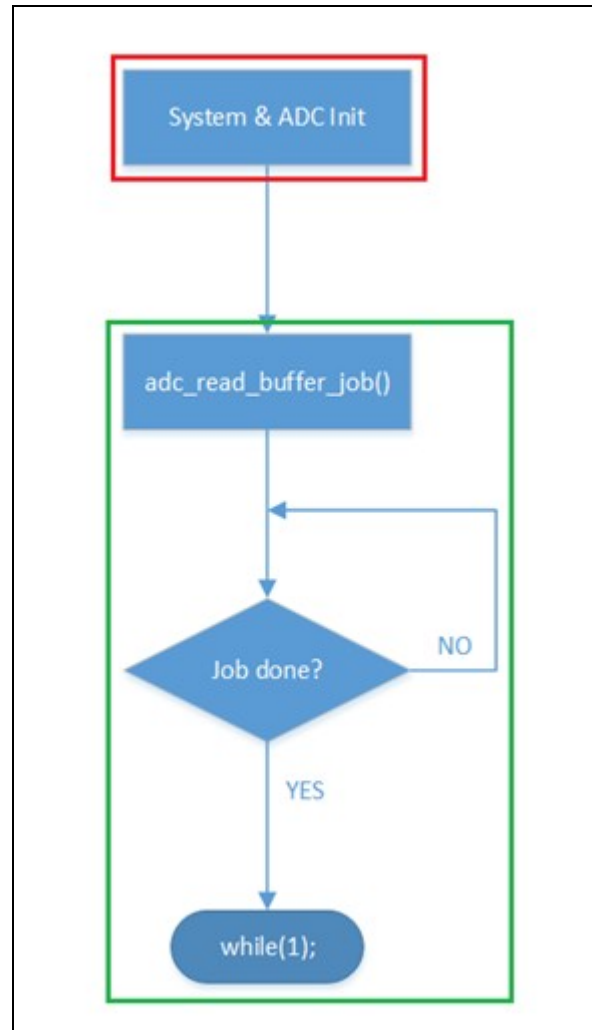 System & ADC Init
adc_read_buffer_job()
Job done?
NO
YES
while(1);